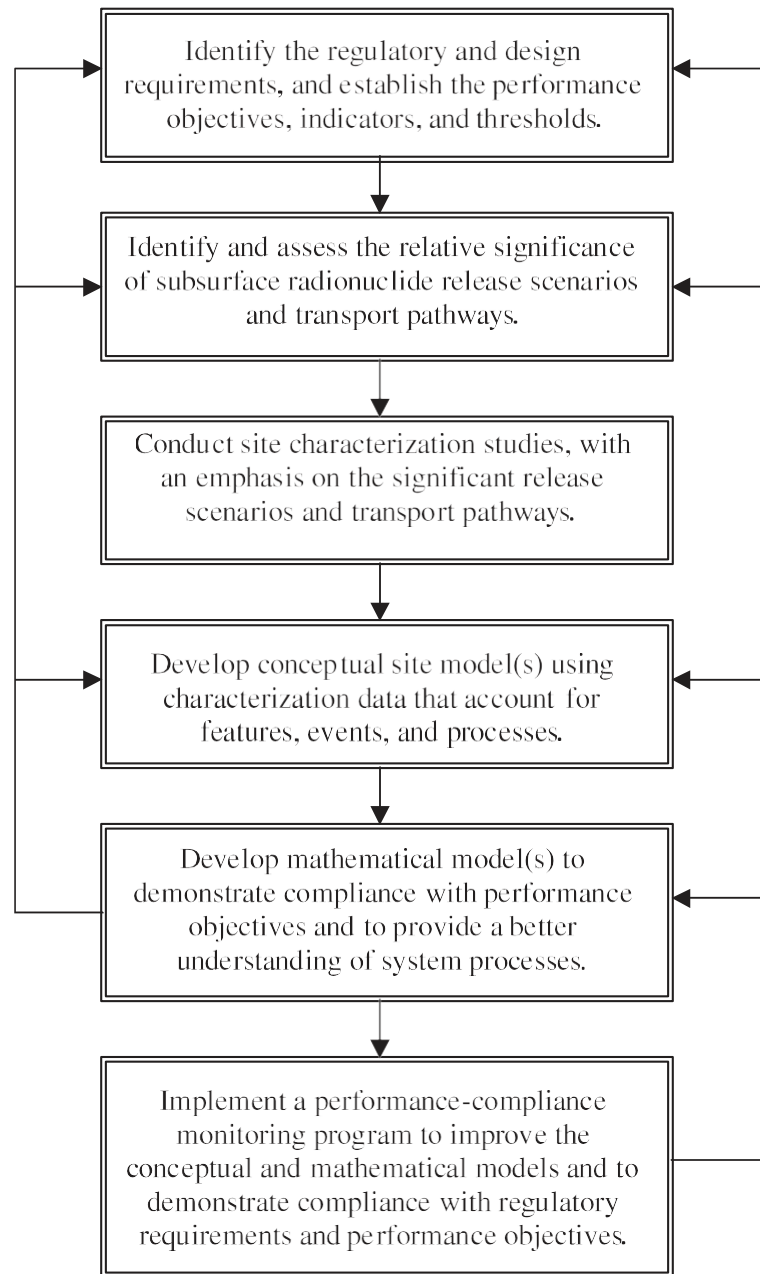 Identify the regulatory and design
requirements, and establish the performance
objectives, indicators, and thresholds.
Identify and assess the relative significance
of subsurface radionuclide release scenarios
and transport pathways.
Conduct site characterization studies, with
an emphasis on the significant release
scenarios and transport pathways.
Develop conceptual site model(s) using
characterization data that account for
features, events, and processes.
Develop mathematical model(s) to
demonstrate compliance with performance
objectives and to provide a better
understanding of system processes.
Implement a performance-compliance
monitoring program to improve the
conceptual and mathematical models and to
demonstrate compliance with regulatory
requirements and performance objectives.